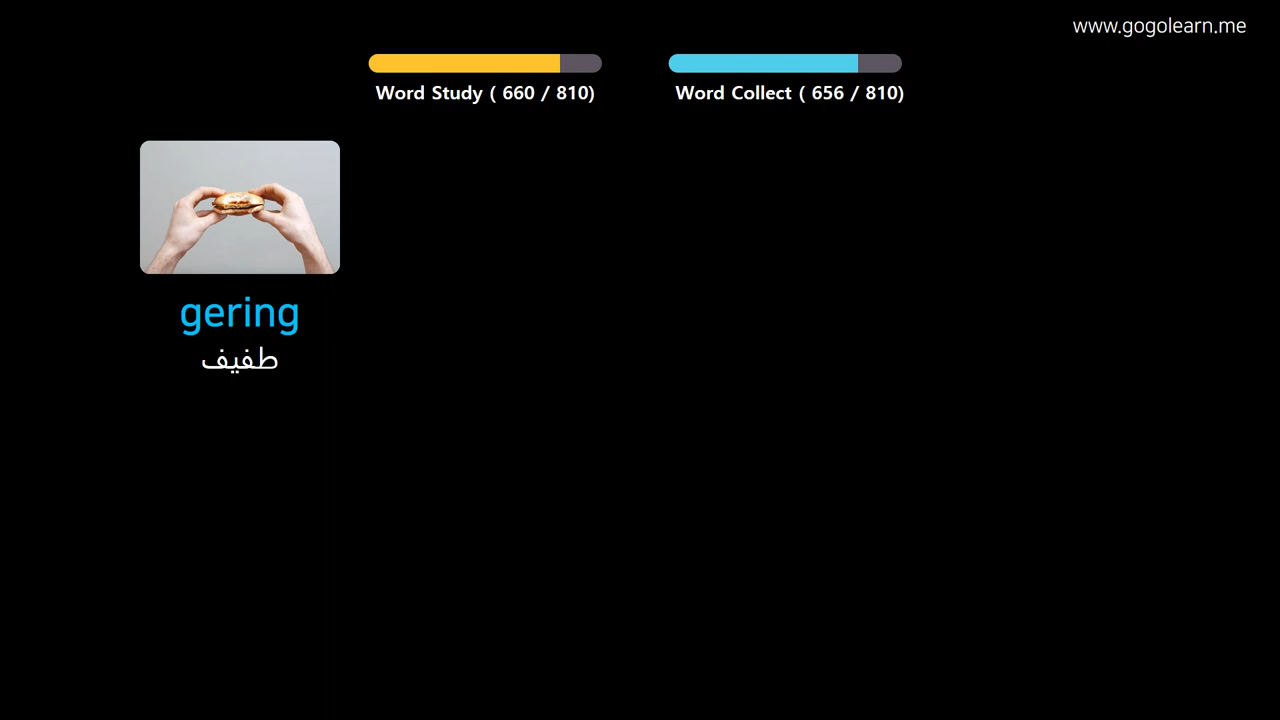 www.gogolearn.me
Word Study ( 660 / 810)
Word Collect ( 656 / 810)
gering
طفيف